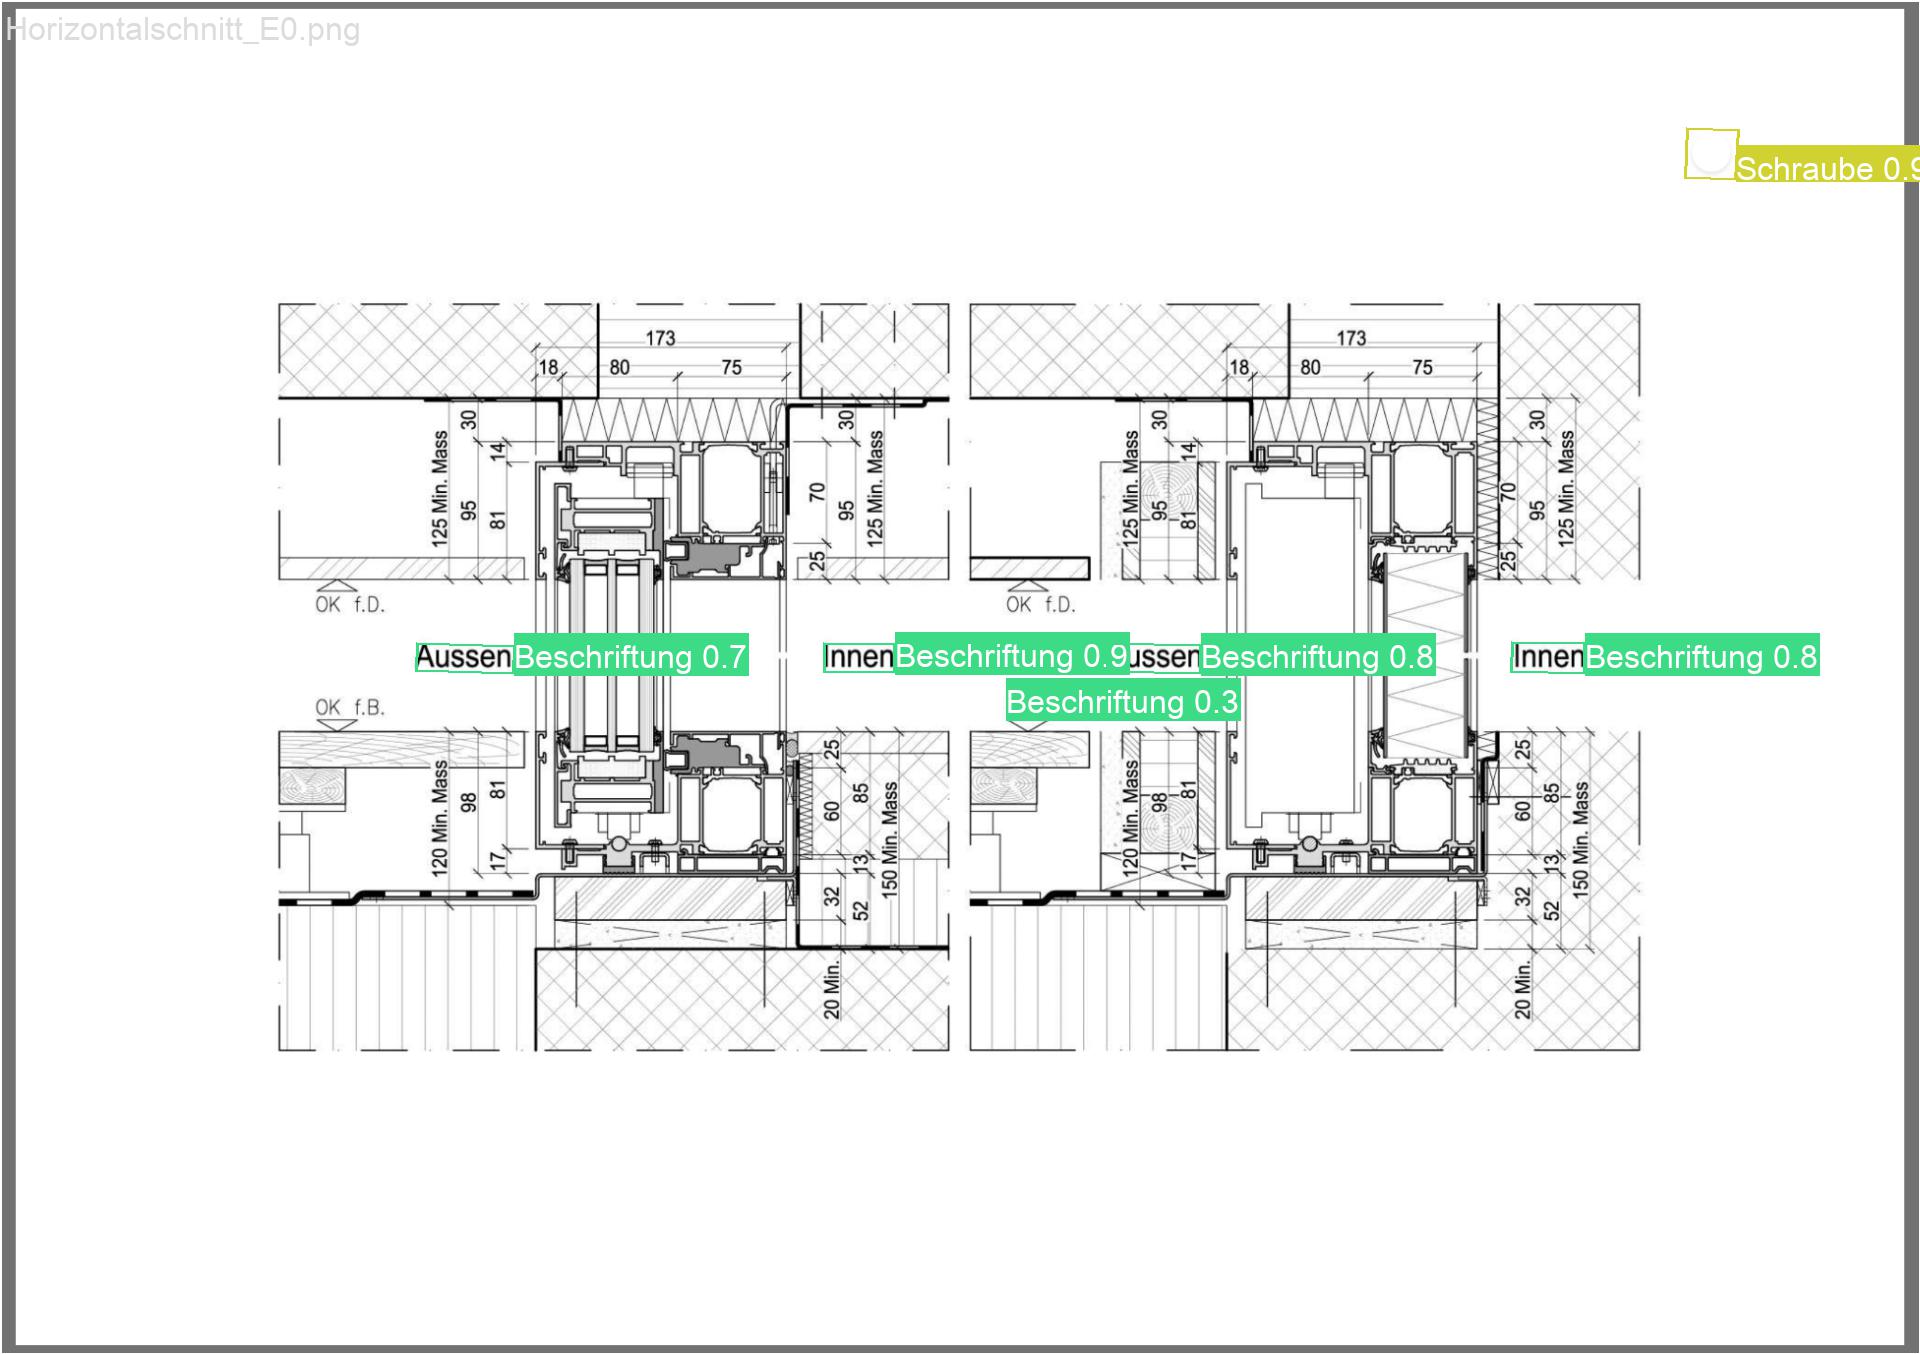 Horizontalschnitt_E0.png
Schraube 0.9
173
18 80 75
30
14
125 Min. Mass
95
81
30
70
95
125 Min. Mass
25
OK f.D.
Aussen Beschriftung 0.7
Innen Beschriftung 0.9
OK f.B.
120 Min. Mass
98
81
17
25
60
85
13
150 Min. Mass
32
52
20 Min.
173
18 80 75
30
14
125 Min. Mass
95
81
30
70
95
125 Min. Mass
25
OK f.D.
ussen Beschriftung 0.8
Innen Beschriftung 0.8
Beschriftung 0.3
120 Min. Mass
98
81
17
25
60
85
13
150 Min. Mass
32
52
20 Min.